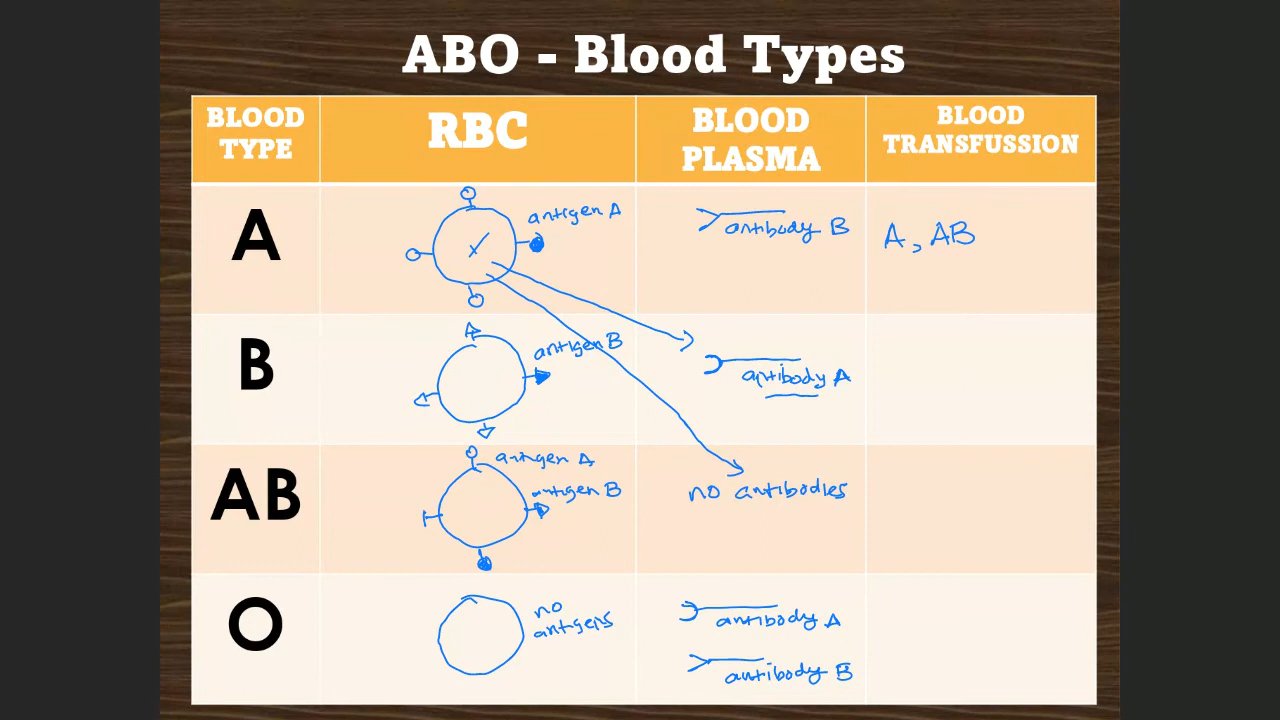 ABO - Blood Types
BLOOD
TYPE
RBC
BLOOD
PLASMA
BLOOD
TRANSFUSSION
A
antigen A
antibody B
A, AB
B
antigen B
antibody A
AB
antigen A
antigen B
no antibodies
O
no
antigens
antibody A
antibody B